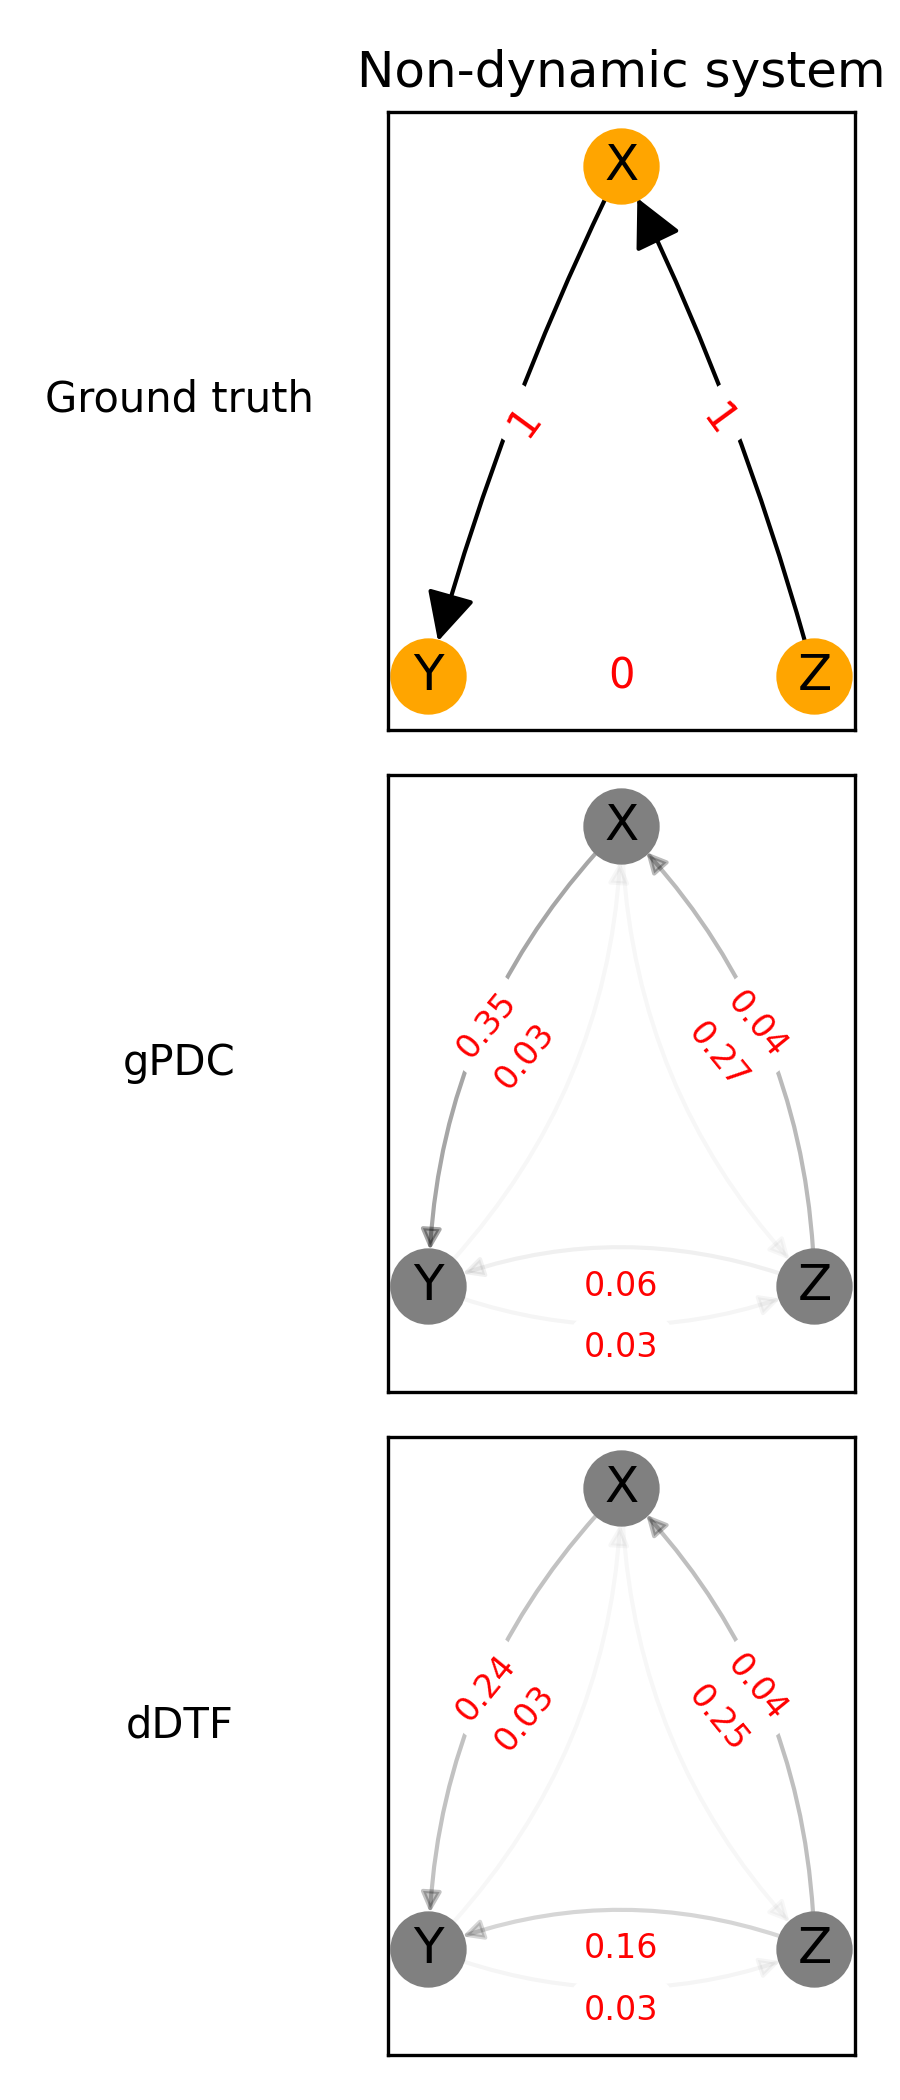 Non-dynamic system
X
Ground truth
1
1
Y
0
Z
X
gPDC
0.35
0.03
0.04
0.27
Y
0.06
Z
0.03
X
dDTF
0.24
0.03
0.04
0.25
Y
0.16
Z
0.03